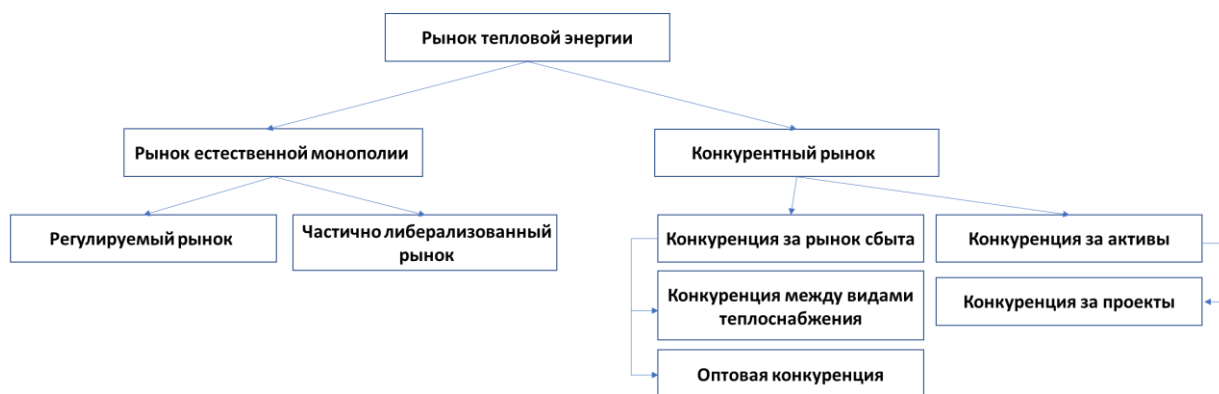 Рынок тепловой энергии
Рынок естественной монополии
Конкурентный рынок
Регулируемый рынок
Частично либерализованный
рынок
Конкуренция за рынок сбыта
Конкуренция за активы
Конкуренция между видами
теплоснабжения
Конкуренция за проекты
Оптовая конкуренция